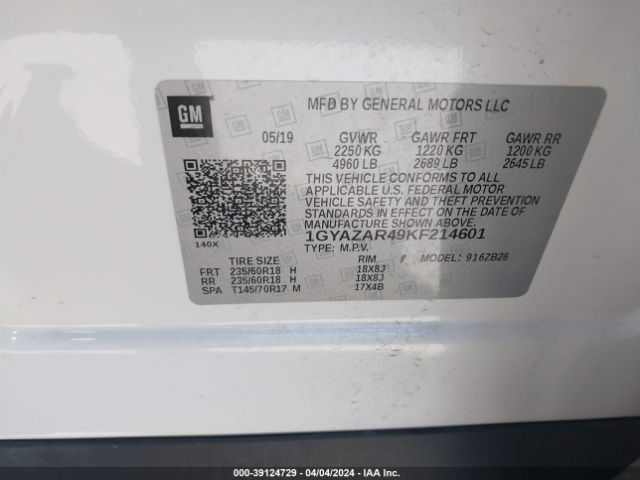 GM
MFD BY GENERAL MOTORS LLC
05/19 GVWR GAWR FRT GAWR RR
2250 KG 1220 KG 1200 KG
4960 LB 2689 LB 2645 LB
THIS VEHICLE CONFORMS TO ALL
APPLICABLE U.S. FEDERAL MOTOR
VEHICLE SAFETY AND THEFT PREVENTION
STANDARDS IN EFFECT ON THE DATE OF
MANUFACTURE SHOWN ABOVE.
1GYAZAR49KF214601
140X
TYPE: M.P.V. MODEL: 916ZB26
TIRE SIZE RIM
FRT 235/60R18 H 18X8J
RR 235/60R18 H 18X8J
SPA T145/70R17 M 17X4B
000-39124729 - 04/04/2024 - IAA Inc.